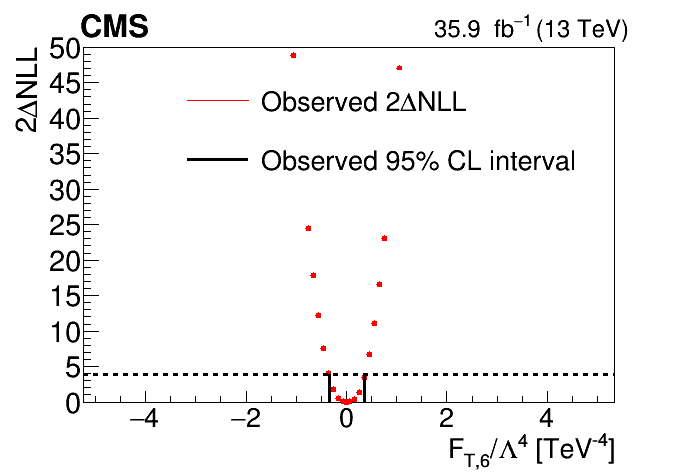 CMS 35.9 fb⁻¹ (13 TeV)
2ΔNLL
50
45
40
35
30
25
20
15
10
5
0
Observed 2ΔNLL
Observed 95% CL interval
−4 −2 0 2 4
F_{T,6}/Λ⁴ [TeV⁻⁴]